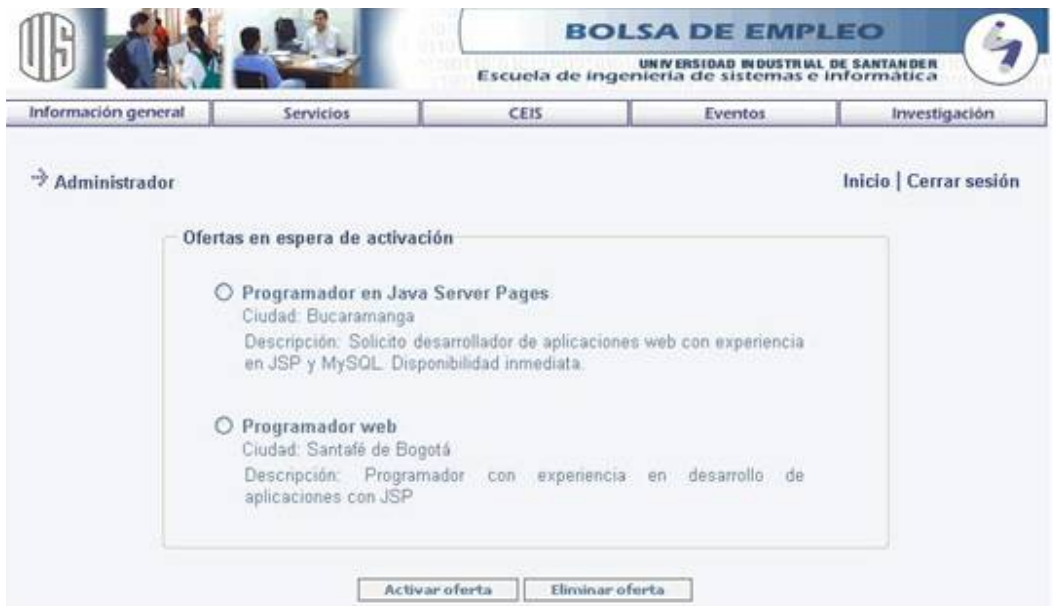 UIS
BOLSA DE EMPLEO
UNIVERSIDAD INDUSTRIAL DE SANTANDER
Escuela de ingeniería de sistemas e informática
Información general
Servicios
CEIS
Eventos
Investigación
Administrador
Inicio | Cerrar sesión
Ofertas en espera de activación
Programador en Java Server Pages
Ciudad: Bucaramanga
Descripción: Solicito desarrollador de aplicaciones web con experiencia
en JSP y MySQL. Disponibilidad inmediata.
Programador web
Ciudad: Santafé de Bogotá
Descripción: Programador con experiencia en desarrollo de
aplicaciones con JSP
Activar oferta
Eliminar oferta